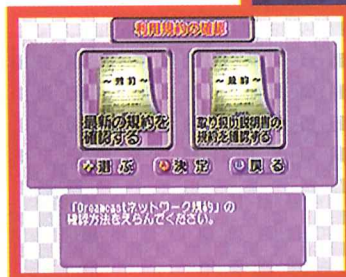 利用規約の確認
～規約～
～規約～
最新の規約を
確認する
取り扱い説明書の
規約を確認する
選ぶ 決定 戻る
「Dreamcastネットワーク規約」の
確認方法をえらんでください。